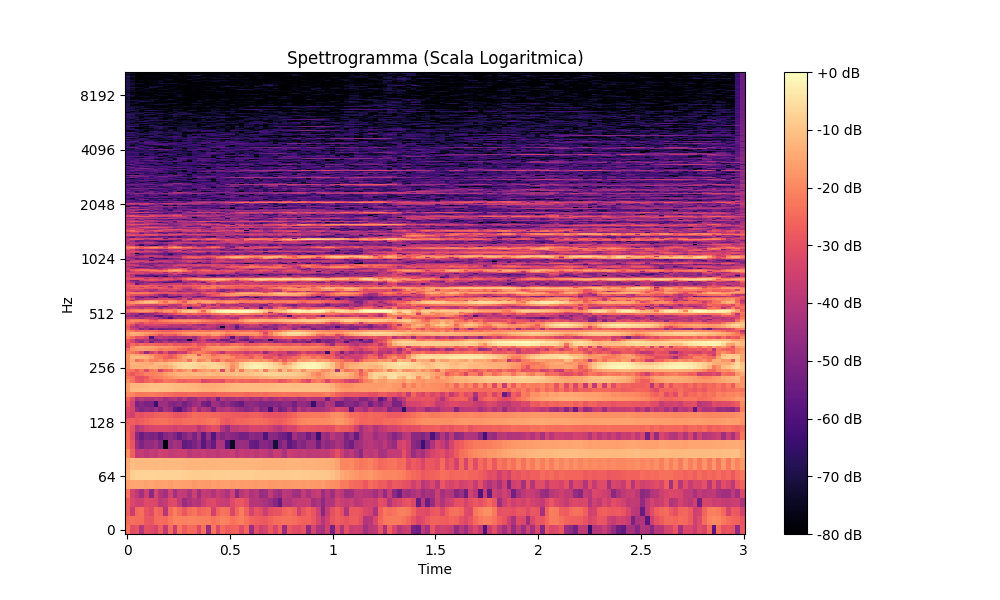 Spettrogramma (Scala Logaritmica)
Hz
8192
4096
2048
1024
512
256
128
64
0
0
0.5
1
1.5
2
2.5
3
Time
+0 dB
-10 dB
-20 dB
-30 dB
-40 dB
-50 dB
-60 dB
-70 dB
-80 dB